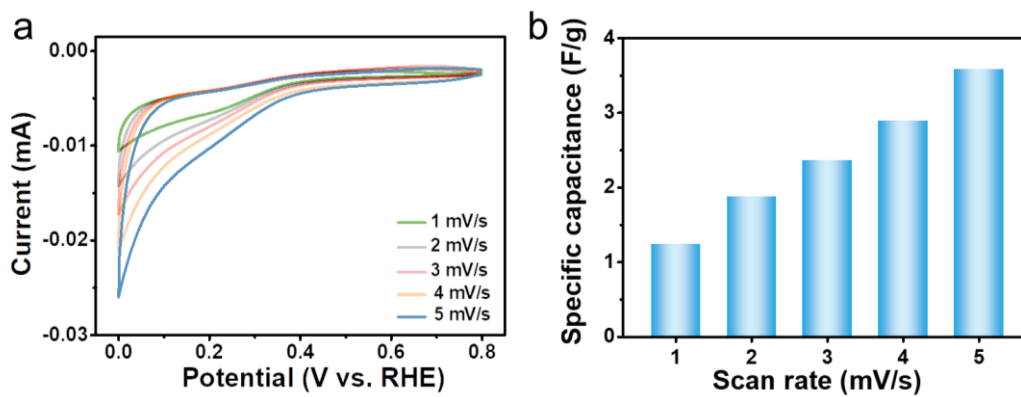 a
0.00
-0.01
-0.02
-0.03
Current (mA)
1 mV/s
2 mV/s
3 mV/s
4 mV/s
5 mV/s
0.0 0.2 0.4 0.6 0.8
Potential (V vs. RHE)
b
4
3
2
1
0
Specific capacitance (F/g)
1 2 3 4 5
Scan rate (mV/s)